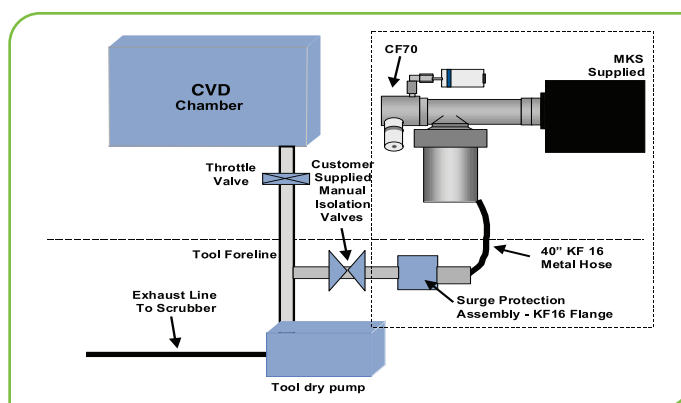 CF70
MKS
Supplied
CVD
Chamber
Throttle
Valve
Customer
Supplied
Manual
Isolation
Valves
Tool Foreline
40” KF 16
Metal Hose
Exhaust Line
To Scrubber
Surge Protection
Assembly - KF16 Flange
Tool dry pump